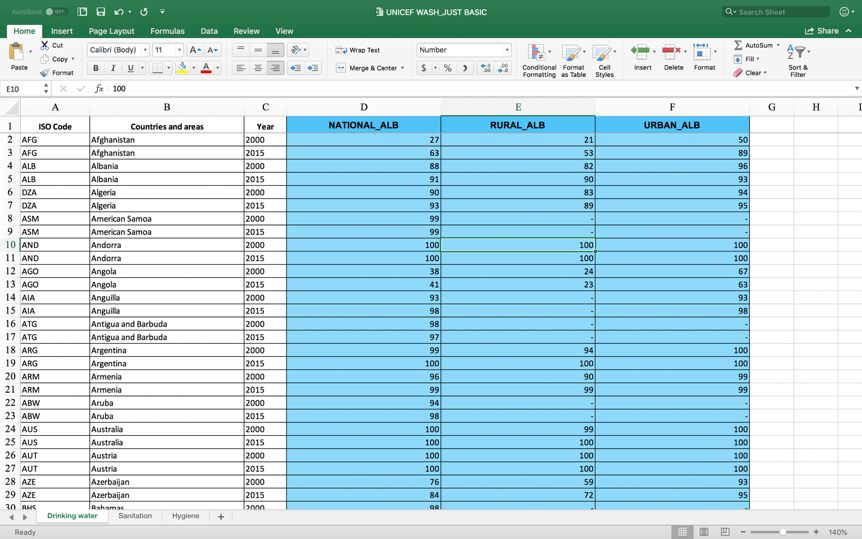 AutoSave OFF UNICEF WASH_JUST BASIC Search Sheet
Home Insert Page Layout Formulas Data Review View Share
Paste Cut Copy Format Calibri (Body) 11 A A Wrap Text Number Conditional Formatting Format as Table Cell Styles Insert Delete Format AutoSum Fill Clear Sort & Filter
B I U A Merge & Center $ % 
E10 fx 100
A B C D E F G H I
1 ISO Code Countries and areas Year NATIONAL_ALB RURAL_ALB URBAN_ALB
2 AFG Afghanistan 2000 27 21 50
3 AFG Afghanistan 2015 63 53 89
4 ALB Albania 2000 88 82 96
5 ALB Albania 2015 91 90 93
6 DZA Algeria 2000 90 83 94
7 DZA Algeria 2015 93 89 95
8 ASM American Samoa 2000 99 - -
9 ASM American Samoa 2015 99 - -
10 AND Andorra 2000 100 100 100
11 AND Andorra 2015 100 100 100
12 AGO Angola 2000 38 24 67
13 AGO Angola 2015 41 23 63
14 AIA Anguilla 2000 93 - 93
15 AIA Anguilla 2015 98 - 98
16 ATG Antigua and Barbuda 2000 98 - -
17 ATG Antigua and Barbuda 2015 97 - -
18 ARG Argentina 2000 99 94 100
19 ARG Argentina 2015 100 100 100
20 ARM Armenia 2000 96 90 99
21 ARM Armenia 2015 99 99 99
22 ABW Aruba 2000 94 - -
23 ABW Aruba 2015 98 - -
24 AUS Australia 2000 100 99 100
25 AUS Australia 2015 100 100 100
26 AUT Austria 2000 100 100 100
27 AUT Austria 2015 100 100 100
28 AZE Azerbaijan 2000 76 59 93
29 AZE Azerbaijan 2015 84 72 95
30 BHS Bahamas 2000 98 - -
Drinking water Sanitation Hygiene +
Ready 140%